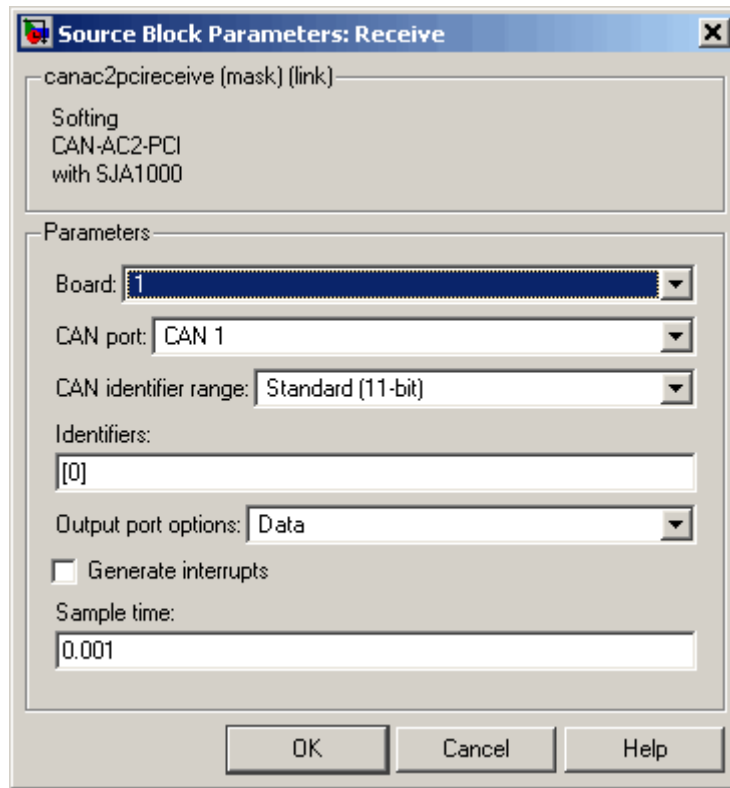 Source Block Parameters: Receive
canac2pcireceive (mask) (link)
Softing
CAN-AC2-PCI
with SJA1000
Parameters
Board: 1
CAN port: CAN 1
CAN identifier range: Standard (11-bit)
Identifiers:
[0]
Output port options: Data
Generate interrupts
Sample time:
0.001
OK Cancel Help